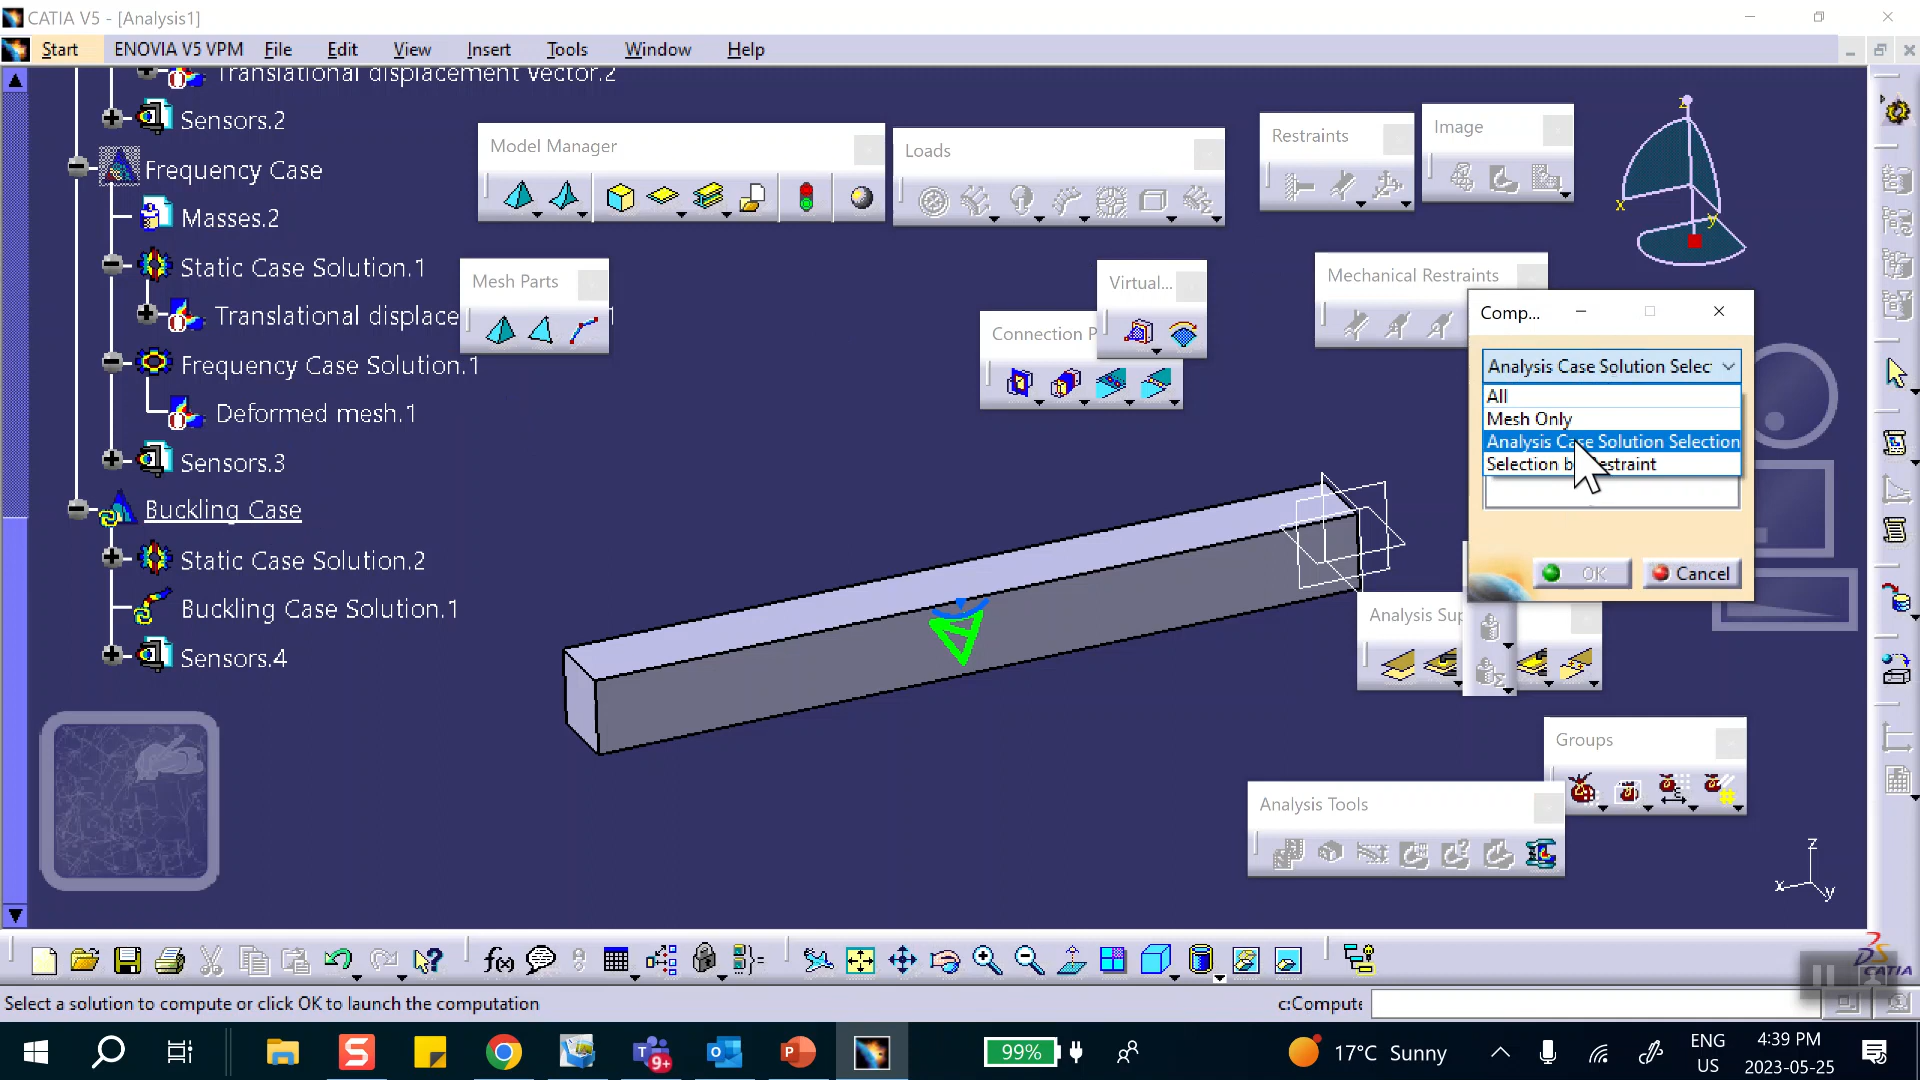 CATIA V5 - [Analysis1]
Start ENOVIA V5 VPM File Edit View Insert Tools Window Help
Translational displacement vector.2
Sensors.2
Frequency Case
Masses.2
Static Case Solution.1
Translational displace 1
Frequency Case Solution.1
Deformed mesh.1
Sensors.3
Buckling Case
Static Case Solution.2
Buckling Case Solution.1
Sensors.4
Model Manager
Loads
Restraints
Image
Mesh Parts
Virtual...
Connection P
Mechanical Restraints
z
x
y
Comp...
Analysis Case Solution Selec
All
Mesh Only
Analysis Case Solution Selection
Selection b estraint
OK Cancel
Analysis Sup
Groups
Analysis Tools
z
x
y
f(x)
CATIA
Select a solution to compute or click OK to launch the computation
c:Compute
S
9+
99%
17°C Sunny
ENG
US
4:39 PM
2023-05-25